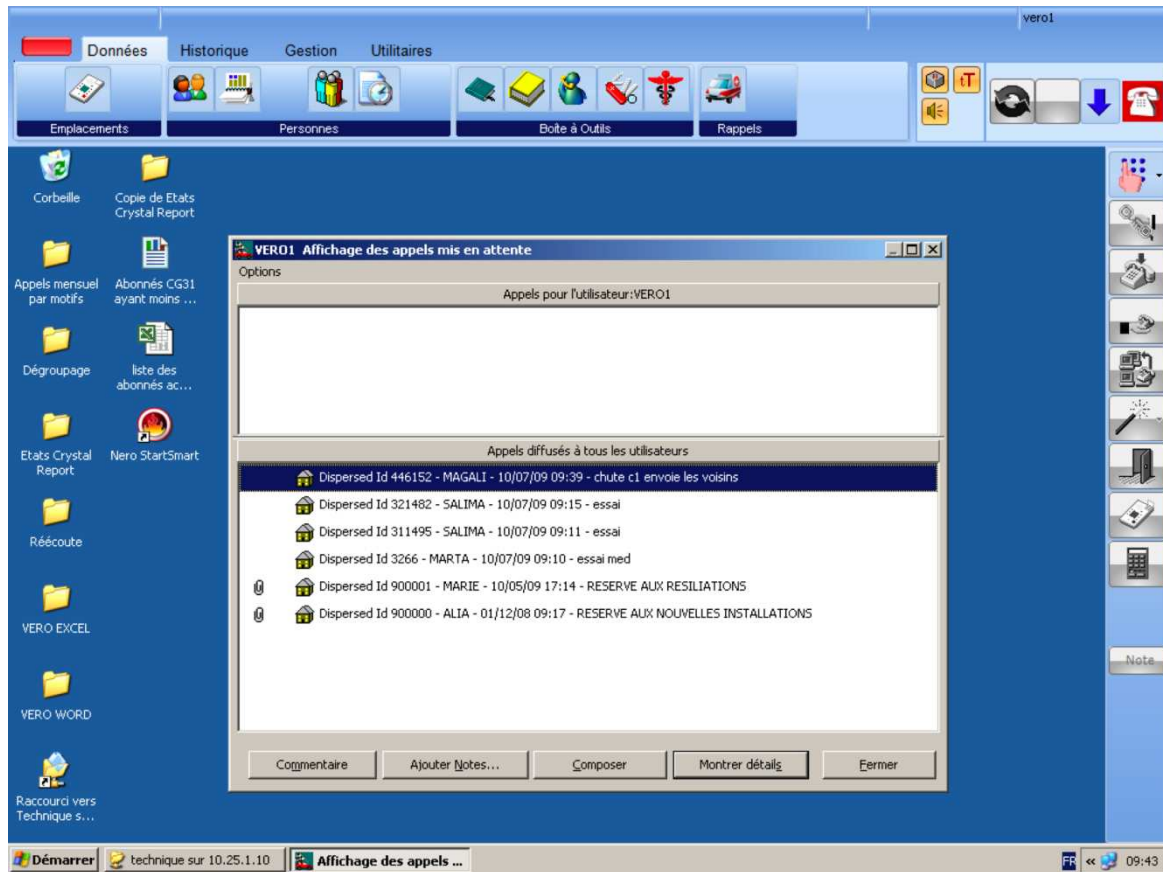 vero1
Données Historique Gestion Utilitaires
Emplacements Personnes Boîte à Outils Rappels
Corbeille
Copie de Etats
Crystal Report
Appels mensuel
par motifs
Abonnés CG31
ayant moins ...
Dégroupage
liste des
abonnés ac...
Etats Crystal
Report
Nero StartSmart
Réécoute
VERO EXCEL
VERO WORD
Raccourci vers
Technique s...
VERO1 Affichage des appels mis en attente
Options
Appels pour l'utilisateur:VERO1
Appels diffusés à tous les utilisateurs
Dispersed Id 446152 - MAGALI - 10/07/09 09:39 - chute c1 envoie les voisins
Dispersed Id 321482 - SALIMA - 10/07/09 09:15 - essai
Dispersed Id 311495 - SALIMA - 10/07/09 09:11 - essai
Dispersed Id 3266 - MARTA - 10/07/09 09:10 - essai med
Dispersed Id 900001 - MARIE - 10/05/09 17:14 - RESERVE AUX RESILIATIONS
Dispersed Id 900000 - ALIA - 01/12/08 09:17 - RESERVE AUX NOUVELLES INSTALLATIONS
Commentaire Ajouter Notes... Composer Montrer détails Fermer
Note
Démarrer technique sur 10.25.1.10 Affichage des appels ... FR « 09:43